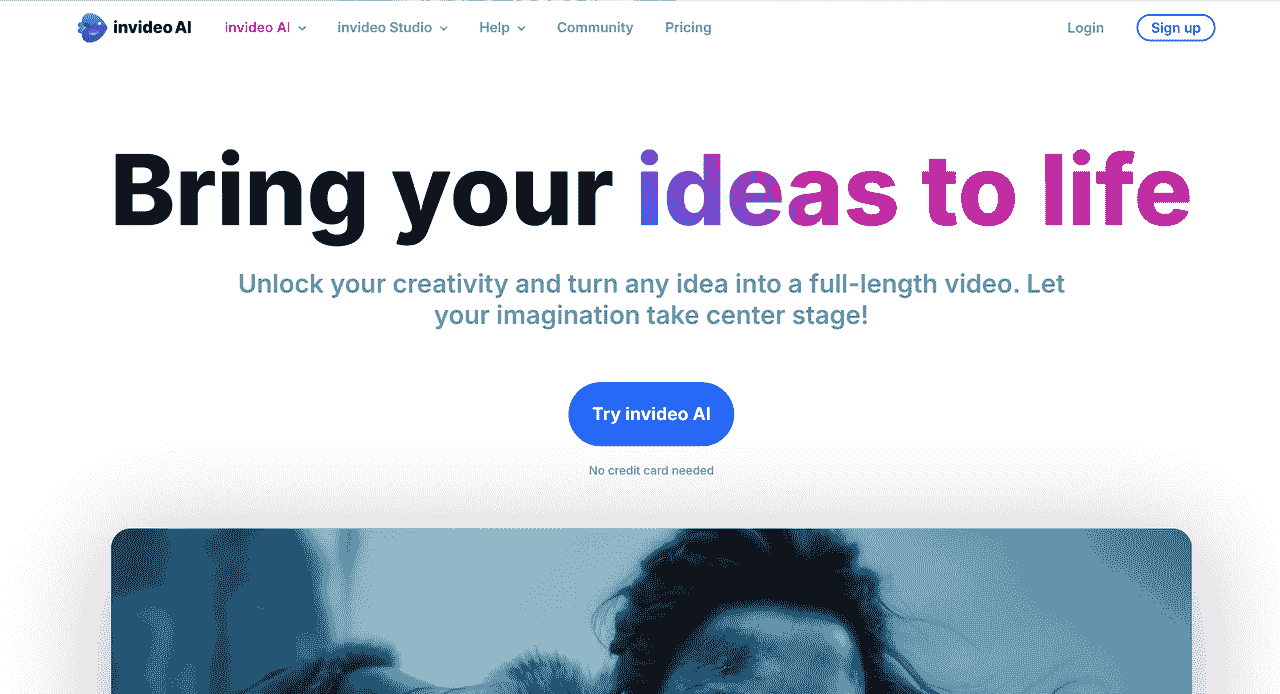 invideo AI
invideo AI
invideo Studio
Help
Community
Pricing
Login
Sign up
Bring your ideas to life
Unlock your creativity and turn any idea into a full-length video. Let
your imagination take center stage!
Try invideo AI
No credit card needed